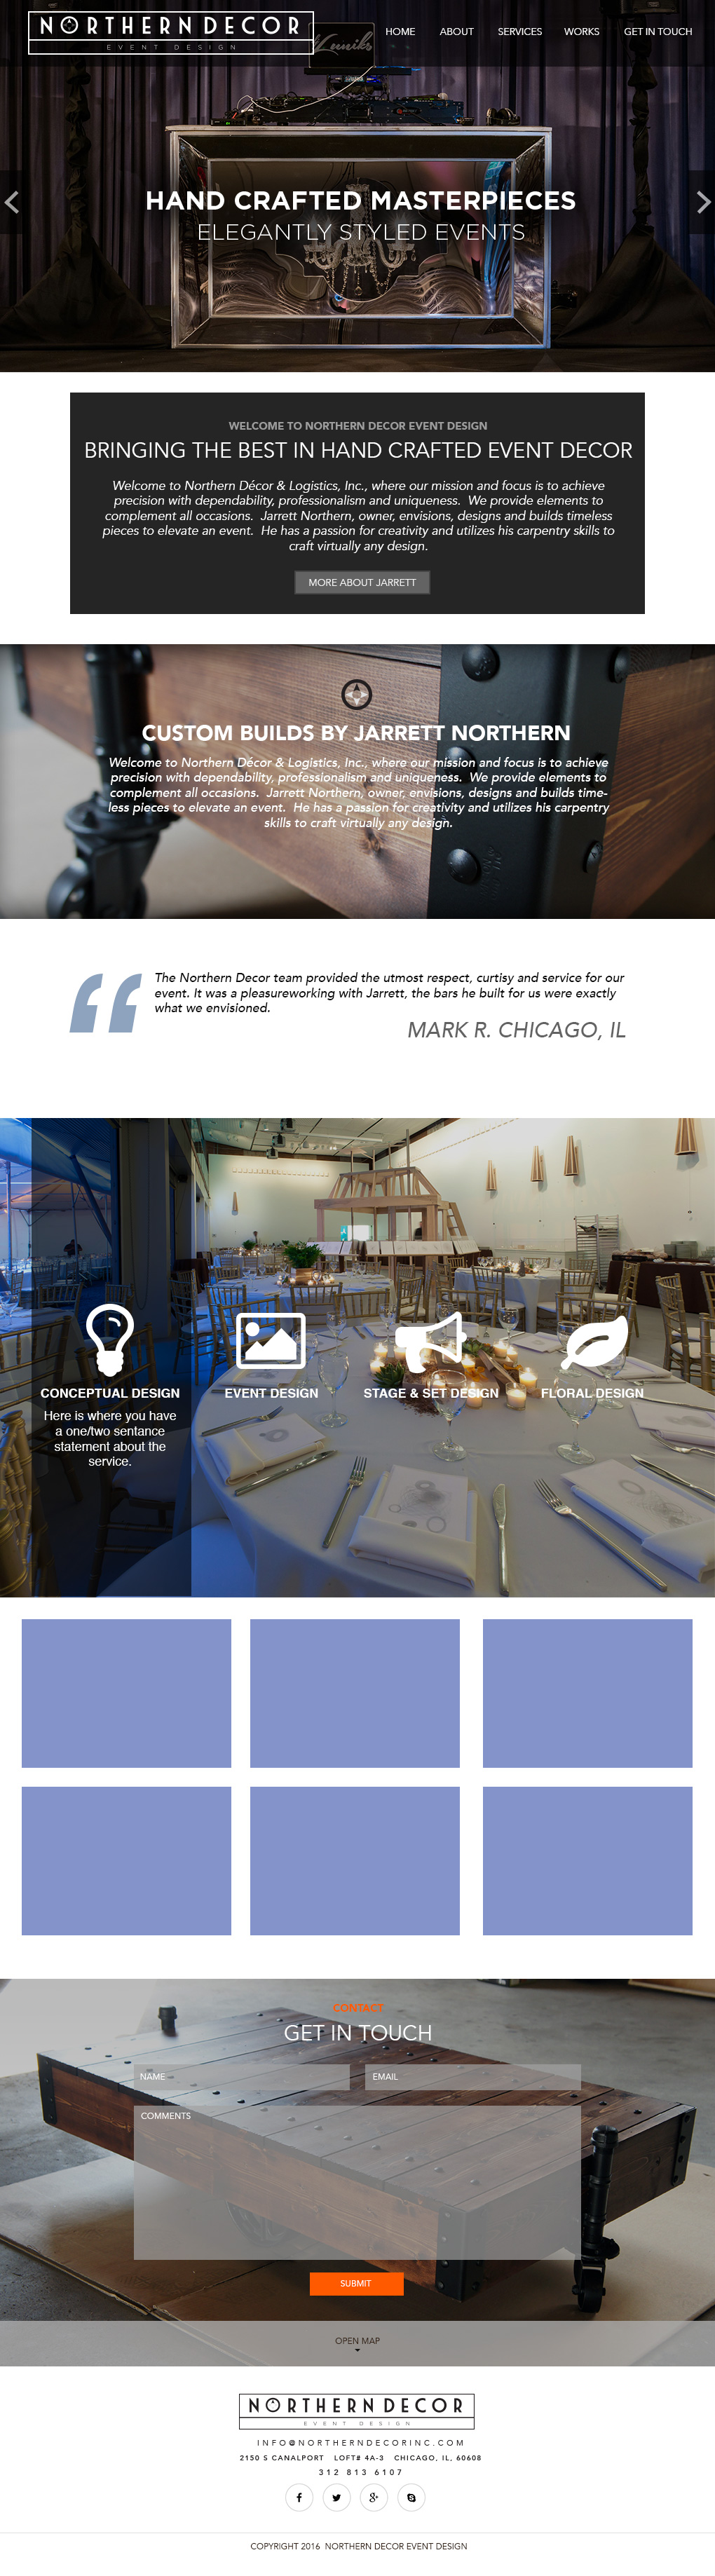 NORTHERN DECOR
EVENT DESIGN
HOME ABOUT SERVICES WORKS GET IN TOUCH
HAND CRAFTED MASTERPIECES
ELEGANTLY STYLED EVENTS
WELCOME TO NORTHERN DECOR EVENT DESIGN
BRINGING THE BEST IN HAND CRAFTED EVENT DECOR
Welcome to Northern Décor & Logistics, Inc., where our mission and focus is to achieve
precision with dependability, professionalism and uniqueness. We provide elements to
complement all occasions. Jarrett Northern, owner, envisions, designs and builds timeless
pieces to elevate an event. He has a passion for creativity and utilizes his carpentry skills to
craft virtually any design.
MORE ABOUT JARRETT
CUSTOM BUILDS BY JARRETT NORTHERN
Welcome to Northern Décor & Logistics, Inc., where our mission and focus is to achieve
precision with dependability, professionalism and uniqueness. We provide elements to
complement all occasions. Jarrett Northern, owner, envisions, designs and builds time-
less pieces to elevate an event. He has a passion for creativity and utilizes his carpentry
skills to craft virtually any design.
“
The Northern Decor team provided the utmost respect, curtisy and service for our
event. It was a pleasureworking with Jarrett, the bars he built for us were exactly
what we envisioned.
MARK R. CHICAGO, IL
CONCEPTUAL DESIGN
Here is where you have
a one/two sentance
statement about the
service.
EVENT DESIGN
STAGE & SET DESIGN
FLORAL DESIGN
CONTACT
GET IN TOUCH
NAME
EMAIL
COMMENTS
SUBMIT
OPEN MAP
NORTHERN DECOR
EVENT DESIGN
INFO@NORTHERNDECORINC.COM
2150 S CANALPORT LOFT# 4A-3 CHICAGO, IL, 60608
312 813 6107
COPYRIGHT 2016 NORTHERN DECOR EVENT DESIGN